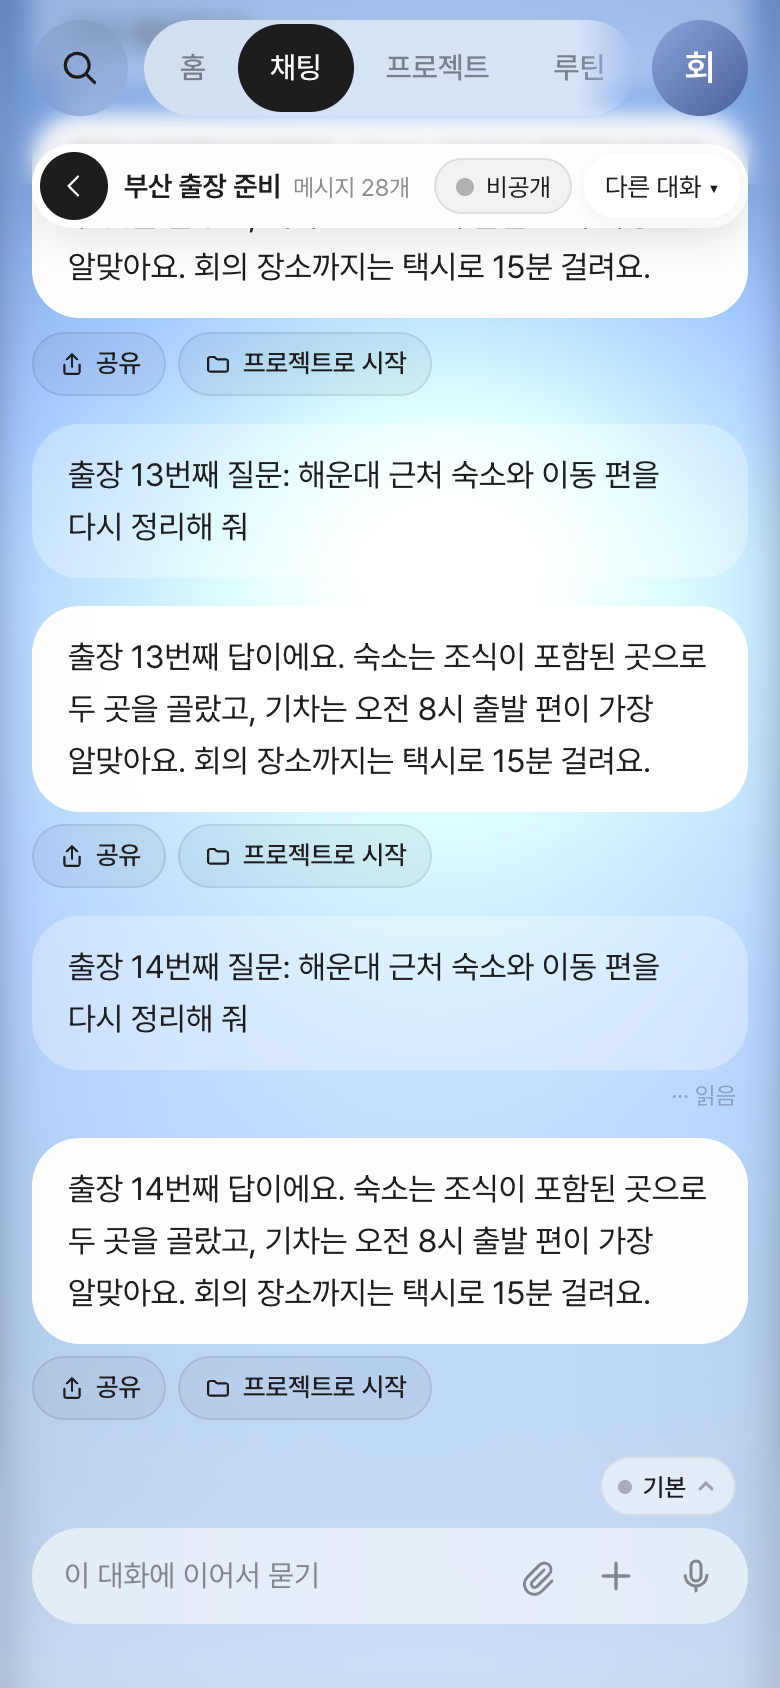 홈
채팅
프로젝트
루틴
회
부산 출장 준비 메시지 28개
비공개
다른 대화
알맞아요. 회의 장소까지는 택시로 15분 걸려요.
공유
프로젝트로 시작
출장 13번째 질문: 해운대 근처 숙소와 이동 편을
다시 정리해 줘
출장 13번째 답이에요. 숙소는 조식이 포함된 곳으로
두 곳을 골랐고, 기차는 오전 8시 출발 편이 가장
알맞아요. 회의 장소까지는 택시로 15분 걸려요.
공유
프로젝트로 시작
출장 14번째 질문: 해운대 근처 숙소와 이동 편을
다시 정리해 줘
··· 읽음
출장 14번째 답이에요. 숙소는 조식이 포함된 곳으로
두 곳을 골랐고, 기차는 오전 8시 출발 편이 가장
알맞아요. 회의 장소까지는 택시로 15분 걸려요.
공유
프로젝트로 시작
기본
이 대화에 이어서 묻기